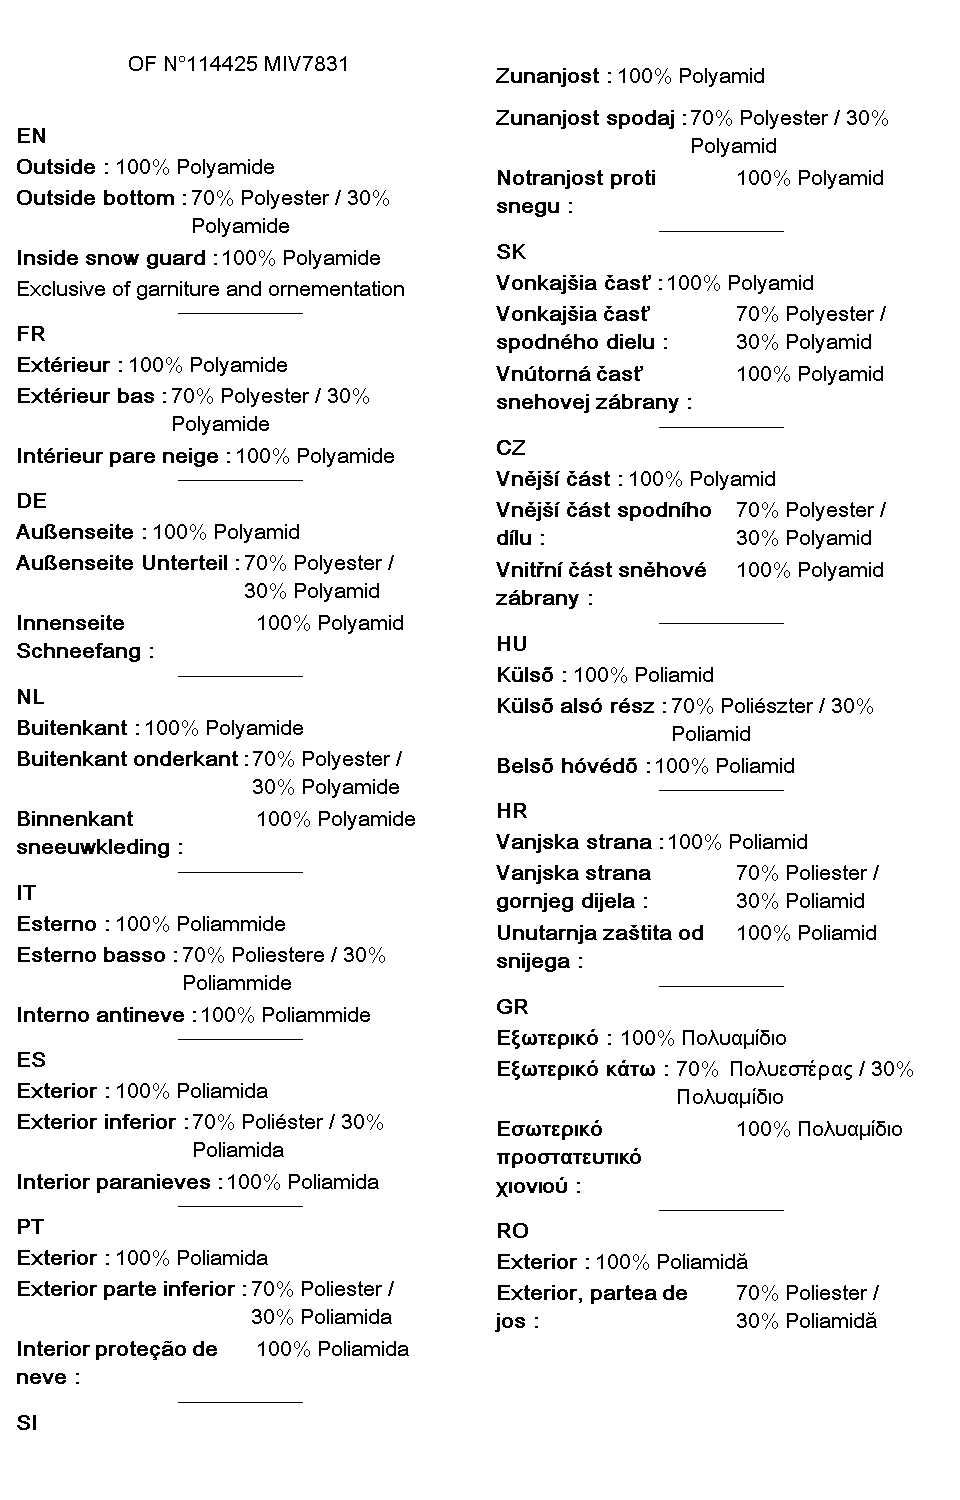 OF N°114425 MIV7831
EN
Outside : 100% Polyamide
Outside bottom : 70% Polyester / 30%
Polyamide
Inside snow guard : 100% Polyamide
Exclusive of garniture and ornementation
FR
Extérieur : 100% Polyamide
Extérieur bas : 70% Polyester / 30%
Polyamide
Intérieur pare neige : 100% Polyamide
DE
Außenseite : 100% Polyamid
Außenseite Unterteil : 70% Polyester /
30% Polyamid
Innenseite 100% Polyamid
Schneefang :
NL
Buitenkant : 100% Polyamide
Buitenkant onderkant : 70% Polyester /
30% Polyamide
Binnenkant 100% Polyamide
sneeuwkleding :
IT
Esterno : 100% Poliammide
Esterno basso : 70% Poliestere / 30%
Poliammide
Interno antineve : 100% Poliammide
ES
Exterior : 100% Poliamida
Exterior inferior : 70% Poliéster / 30%
Poliamida
Interior paranieves : 100% Poliamida
PT
Exterior : 100% Poliamida
Exterior parte inferior : 70% Poliester /
30% Poliamida
Interior proteção de 100% Poliamida
neve :
SI
Zunanjost : 100% Polyamid
Zunanjost spodaj : 70% Polyester / 30%
Polyamid
Notranjost proti 100% Polyamid
snegu :
SK
Vonkajšia časť : 100% Polyamid
Vonkajšia časť 70% Polyester /
spodného dielu : 30% Polyamid
Vnútorná časť 100% Polyamid
snehovej zábrany :
CZ
Vnější část : 100% Polyamid
Vnější část spodního 70% Polyester /
dílu : 30% Polyamid
Vnitřní část sněhové 100% Polyamid
zábrany :
HU
Külső : 100% Poliamid
Külső alsó rész : 70% Poliészter / 30%
Poliamid
Belső hóvédő : 100% Poliamid
HR
Vanjska strana : 100% Poliamid
Vanjska strana 70% Poliester /
gornjeg dijela : 30% Poliamid
Unutarnja zaštita od 100% Poliamid
snijega :
GR
Εξωτερικό : 100% Πολυαμίδιο
Εξωτερικό κάτω : 70% Πολυεστέρας / 30%
Πολυαμίδιο
Εσωτερικό 100% Πολυαμίδιο
προστατευτικό
χιονιού :
RO
Exterior : 100% Poliamidă
Exterior, partea de 70% Poliester /
jos : 30% Poliamidă